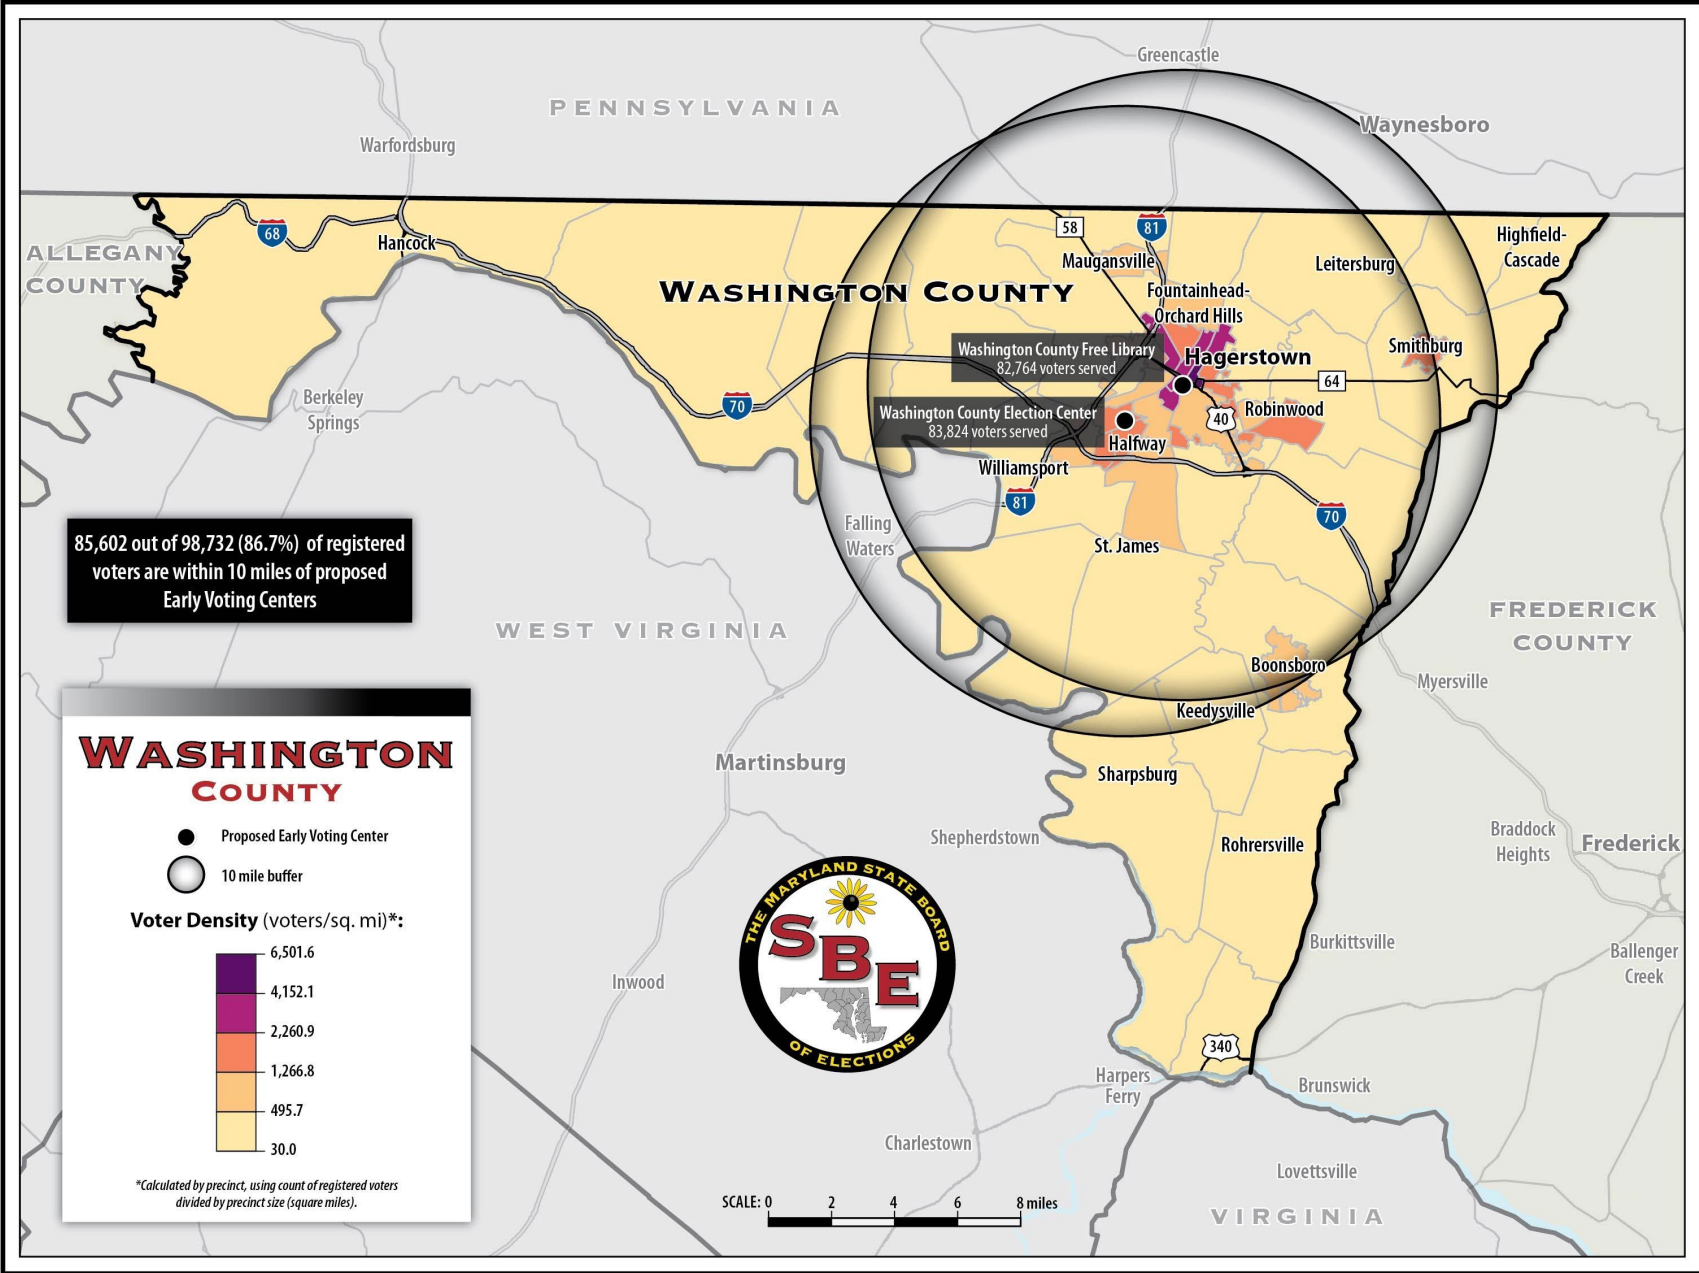 Greencastle
PENNSYLVANIA
Waynesboro
Warfordsburg
ALLEGANY
COUNTY
68
Hancock
58
81
Maugansville
Leitersburg
Highfield-
Cascade
WASHINGTON COUNTY
Fountainhead-
Orchard Hills
Washington County Free Library
82,764 voters served
Hagerstown
Smithburg
64
Berkeley
Springs
70
Washington County Election Center
83,824 voters served
40
Robinwood
Halfway
Williamsport
81
70
Falling
Waters
St. James
85,602 out of 98,732 (86.7%) of registered
voters are within 10 miles of proposed
Early Voting Centers
WEST VIRGINIA
FREDERICK
COUNTY
Boonsboro
Myersville
Keedysville
Martinsburg
Sharpsburg
Shepherdstown
Rohrersville
Braddock
Heights
Frederick
Burkittsville
Ballenger
Creek
Inwood
340
Harpers
Ferry
Brunswick
Charlestown
Lovettsville
VIRGINIA
WASHINGTON
COUNTY
Proposed Early Voting Center
10 mile buffer
Voter Density (voters/sq. mi)*:
6,501.6
4,152.1
2,260.9
1,266.8
495.7
30.0
*Calculated by precinct, using count of registered voters
divided by precinct size (square miles).
THE MARYLAND STATE BOARD
SBE
OF ELECTIONS
SCALE: 0 2 4 6 8 miles